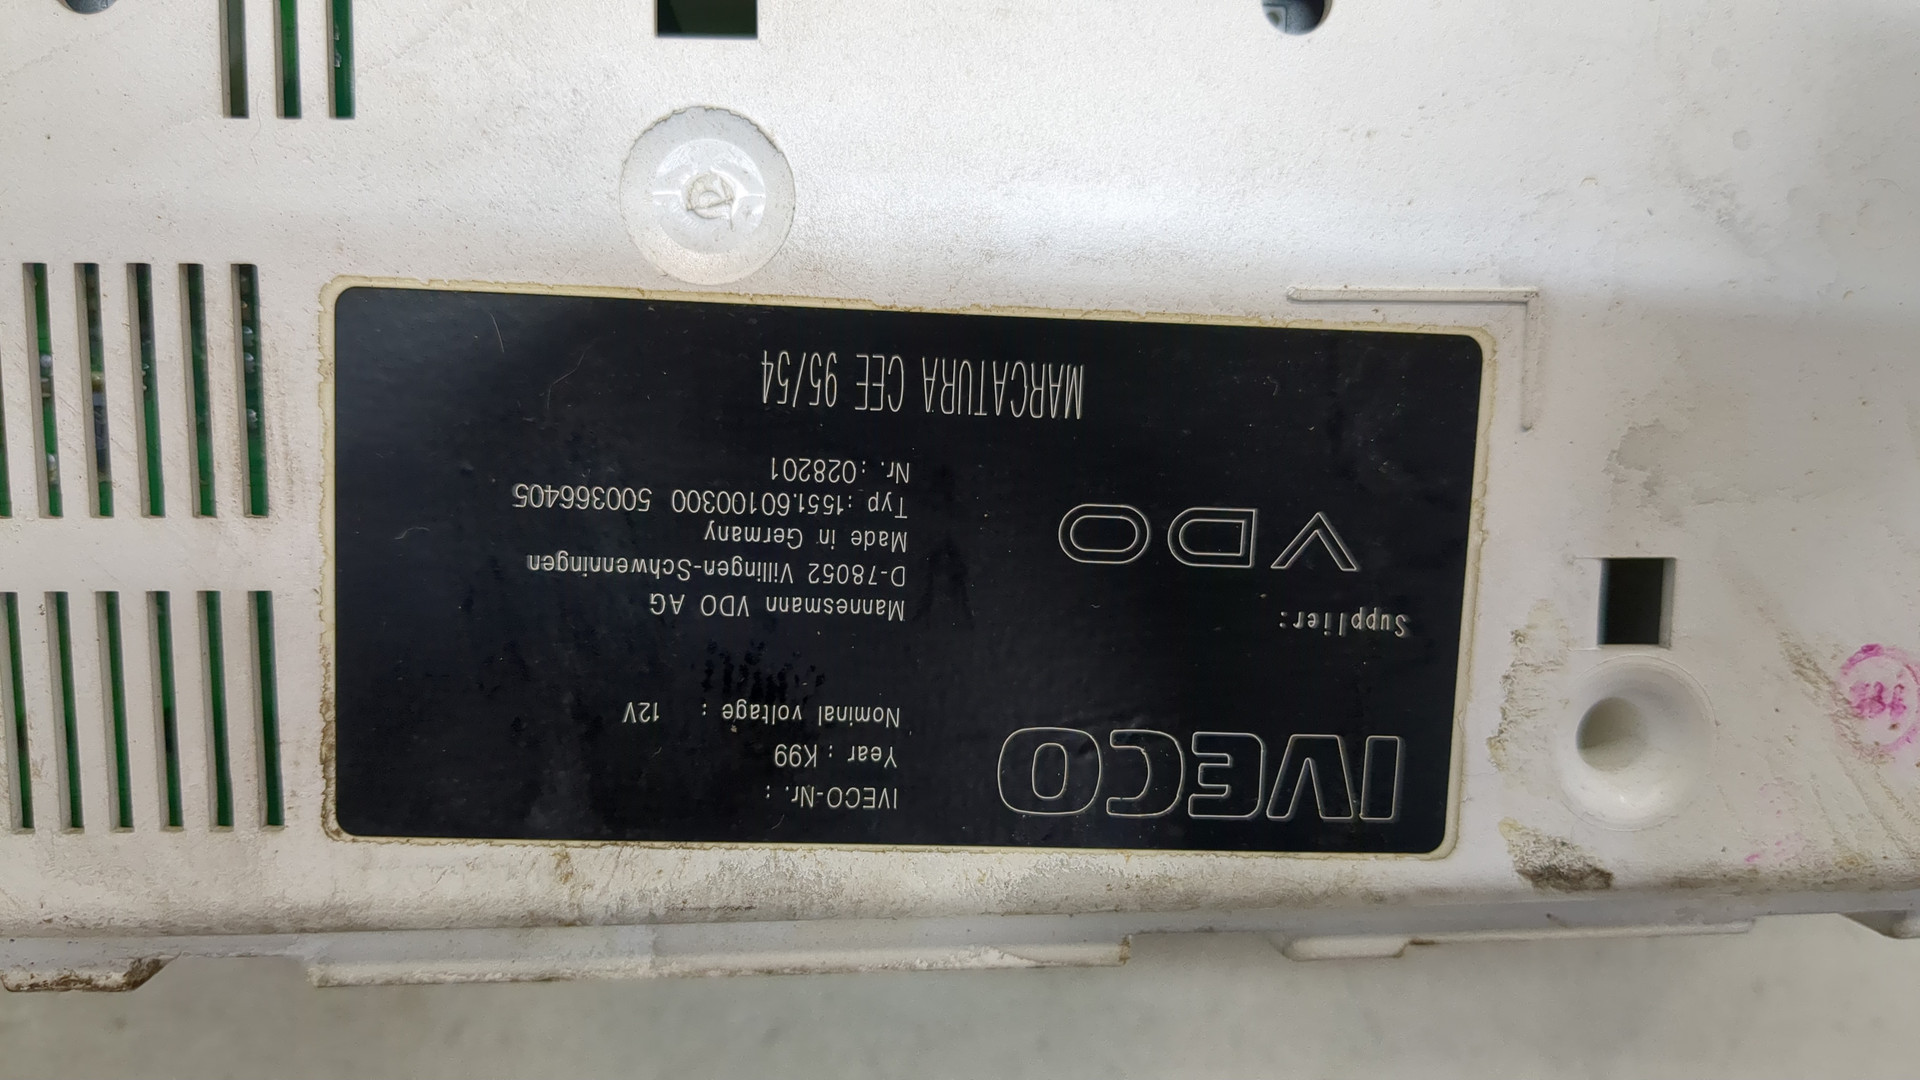 IVECO
IVECO-Nr. :
Year : K99
Nominal voltage : 12V
Supplier:
VDO
Mannesmann VDO AG
D-78052 Villingen-Schwenningen
Made in Germany
Typ :1551.60100300 500366405
Nr. : 028201
MARCATURA CEE 95/54